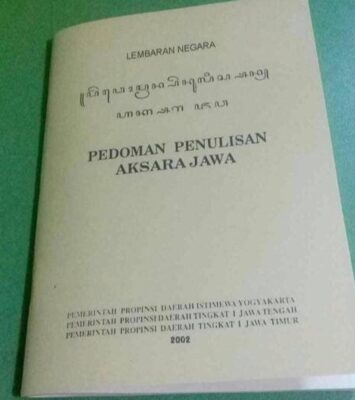 LEMBARAN NEGARA
PEDOMAN PENULISAN
AKSARA JAWA
PEMERINTAH PROPINSI DAERAH ISTIMEWA YOGYAKARTA
PEMERINTAH PROPINSI DAERAH TINGKAT I JAWA TENGAH
PEMERINTAH PROPINSI DAERAH TINGKAT I JAWA TIMUR
2002